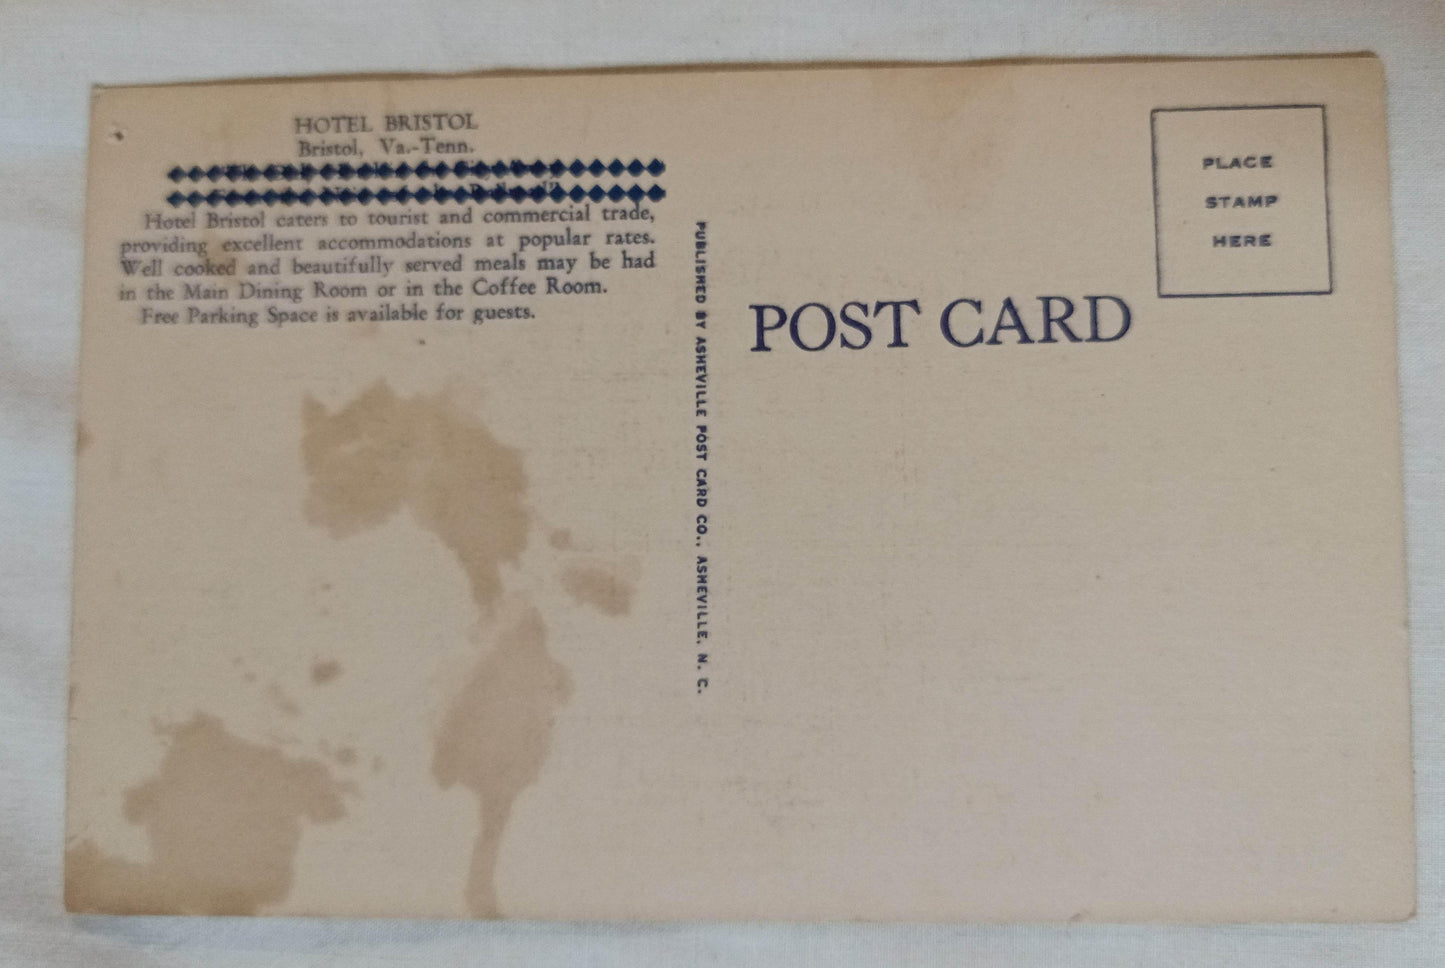 HOTEL BRISTOL
Bristol, Va.-Tenn.
Hotel Bristol caters to tourist and commercial trade,
providing excellent accommodations at popular rates.
Well cooked and beautifully served meals may be had
in the Main Dining Room or in the Coffee Room.
Free Parking Space is available for guests.
PUBLISHED BY ASHEVILLE POST CARD CO., ASHEVILLE, N. C.
POST CARD
PLACE
STAMP
HERE